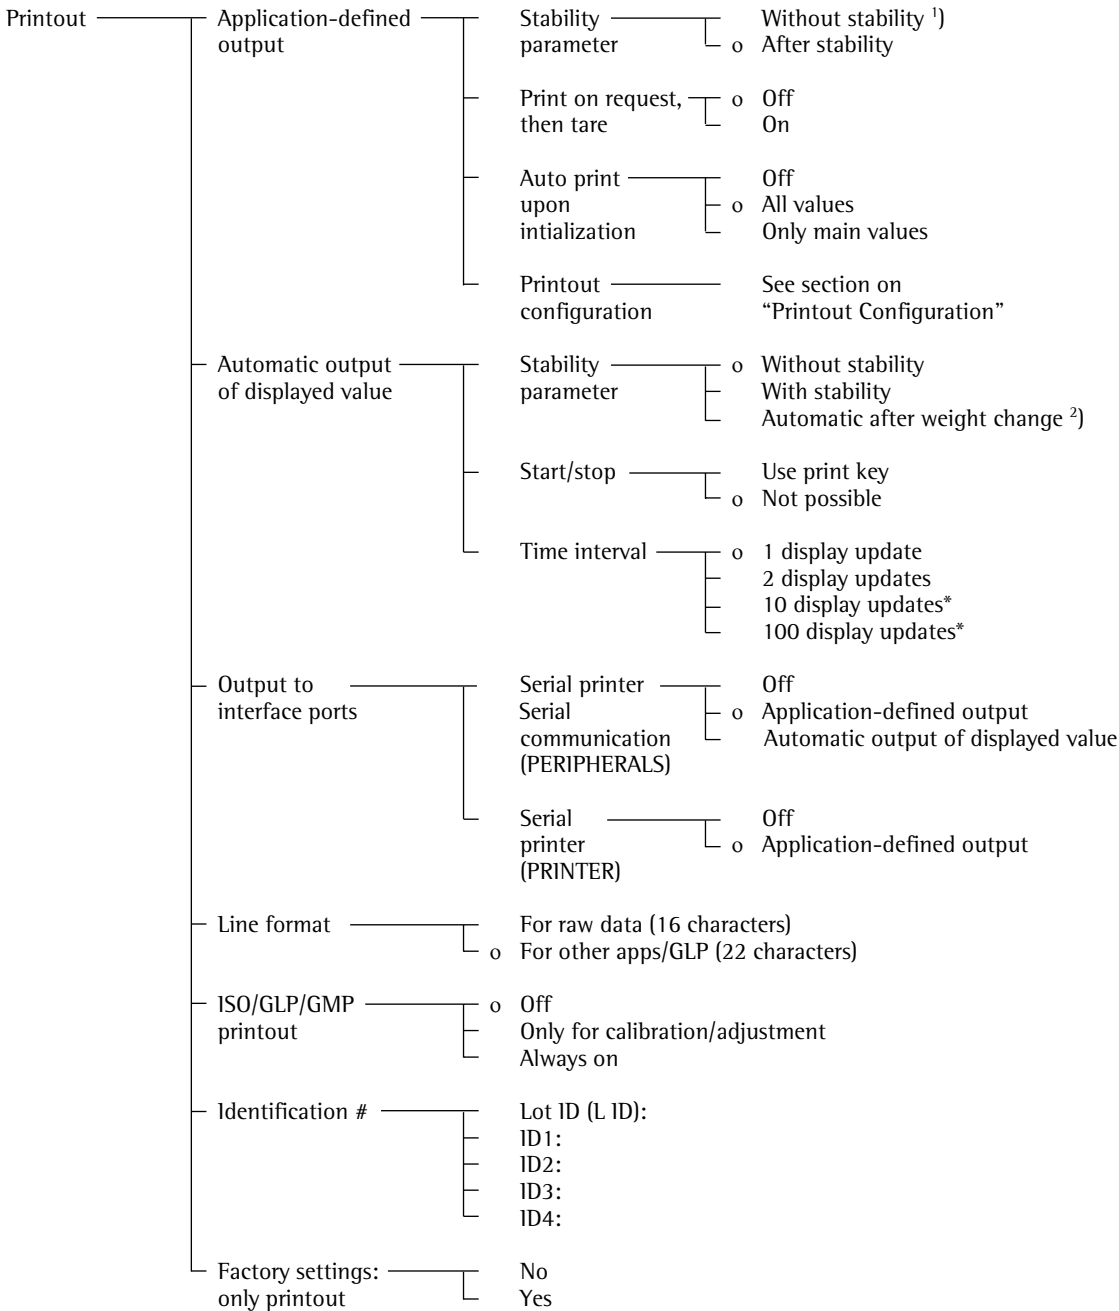 Printout
Application-defined
output
Stability
parameter
Without stability ¹)
o After stability
Print on request,
then tare
o Off
On
Auto print
upon
intialization
Off
o All values
Only main values
Printout
configuration
See section on
“Printout Configuration”
Automatic output
of displayed value
Stability
parameter
o Without stability
With stability
Automatic after weight change ²)
Start/stop
Use print key
o Not possible
Time interval
o 1 display update
2 display updates
10 display updates*
100 display updates*
Output to
interface ports
Serial printer
Serial
communication
(PERIPHERALS)
Off
o Application-defined output
Automatic output of displayed value
Serial
printer
(PRINTER)
Off
o Application-defined output
Line format
For raw data (16 characters)
o For other apps/GLP (22 characters)
ISO/GLP/GMP
printout
o Off
Only for calibration/adjustment
Always on
Identification #
Lot ID (L ID):
ID1:
ID2:
ID3:
ID4:
Factory settings:
only printout
No
Yes